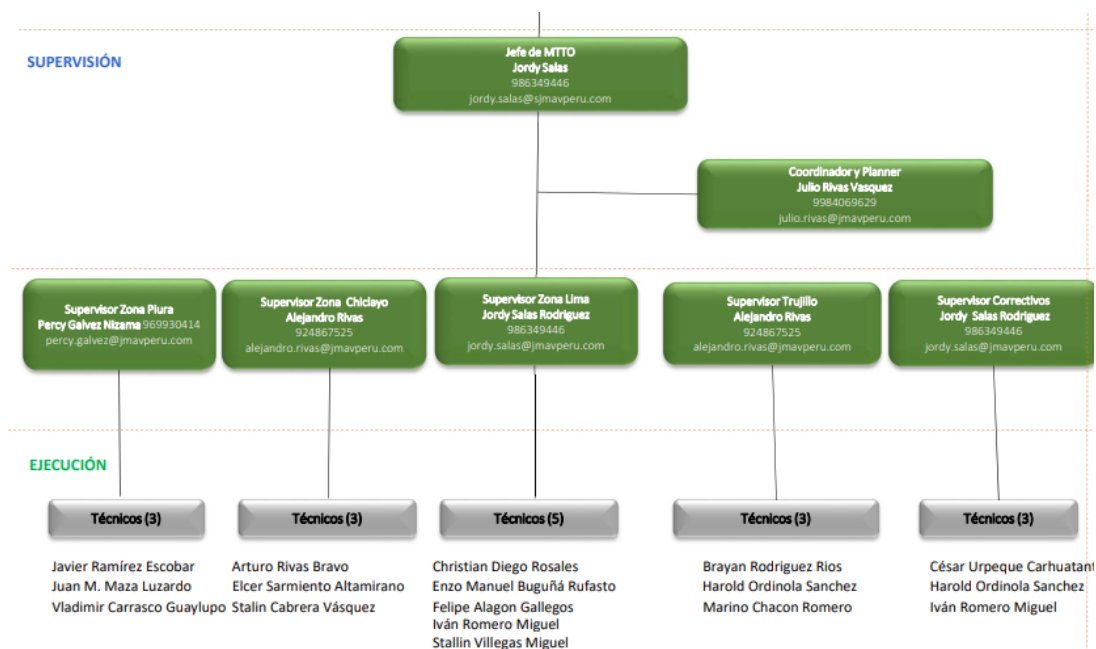 SUPERVISIÓN
Jefe de MTTO
Jordy Salas
986349446
jordy.salas@sjmavperu.com
Coordinador y Planner
Julio Rivas Vasquez
9984069629
julio.rivas@jmavperu.com
Supervisor Zona Piura
Percy Galvez Nizama 969930414
percy.galvez@jmavperu.com
Supervisor Zona Chiclayo
Alejandro Rivas
924867525
alejandro.rivas@jmavperu.com
Supervisor Zona Lima
Jordy Salas Rodriguez
986349446
jordy.salas@jmavperu.com
Supervisor Trujillo
Alejandro Rivas
924867525
alejandro.rivas@jmavperu.com
Supervisor Correctivos
Jordy Salas Rodriguez
986349446
jordy.salas@jmavperu.com
EJECUCIÓN
Técnicos (3)
Javier Ramírez Escobar
Juan M. Maza Luzardo
Vladimir Carrasco Guaylupo
Técnicos (3)
Arturo Rivas Bravo
Elcer Sarmiento Altamirano
Stalin Cabrera Vásquez
Técnicos (5)
Christian Diego Rosales
Enzo Manuel Buguñá Rufasto
Felipe Alagon Gallegos
Iván Romero Miguel
Stallin Villegas Miguel
Técnicos (3)
Brayan Rodriguez Rios
Harold Ordinola Sanchez
Marino Chacon Romero
Técnicos (3)
César Urpeque Carhuatant
Harold Ordinola Sanchez
Iván Romero Miguel